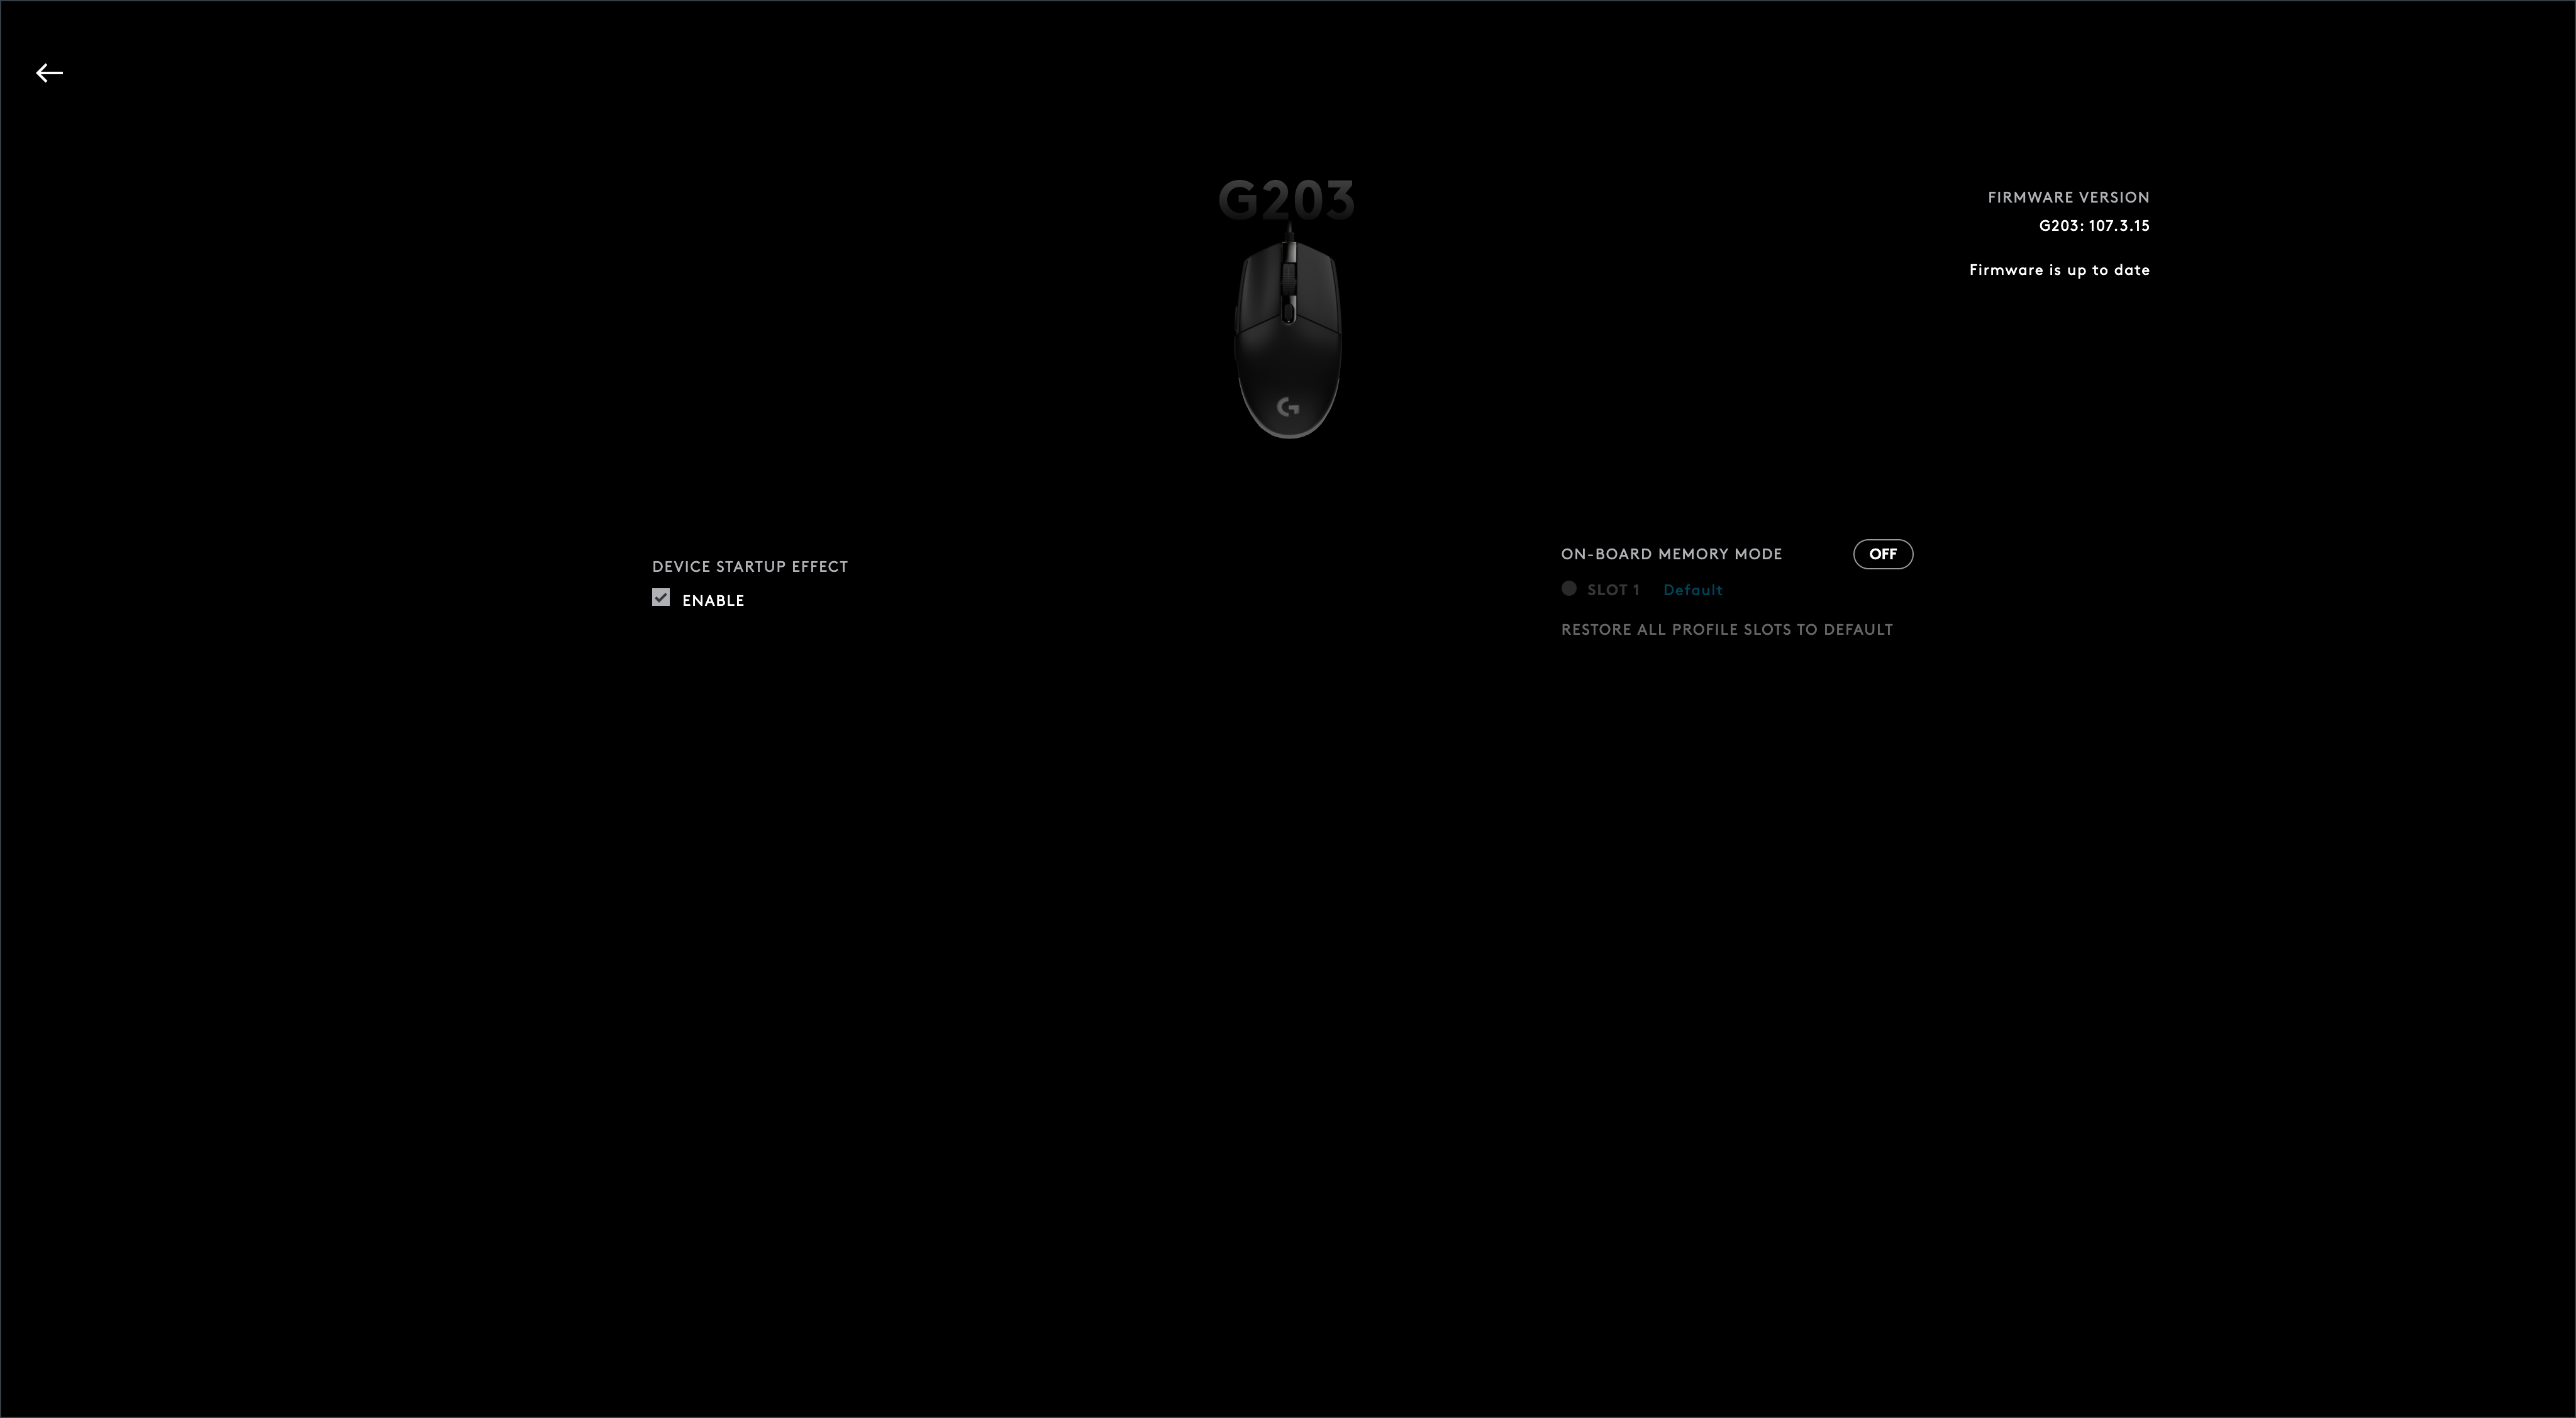 G203
FIRMWARE VERSION
G203: 107.3.15
Firmware is up to date
DEVICE STARTUP EFFECT
ENABLE
ON-BOARD MEMORY MODE OFF
SLOT 1 Default
RESTORE ALL PROFILE SLOTS TO DEFAULT